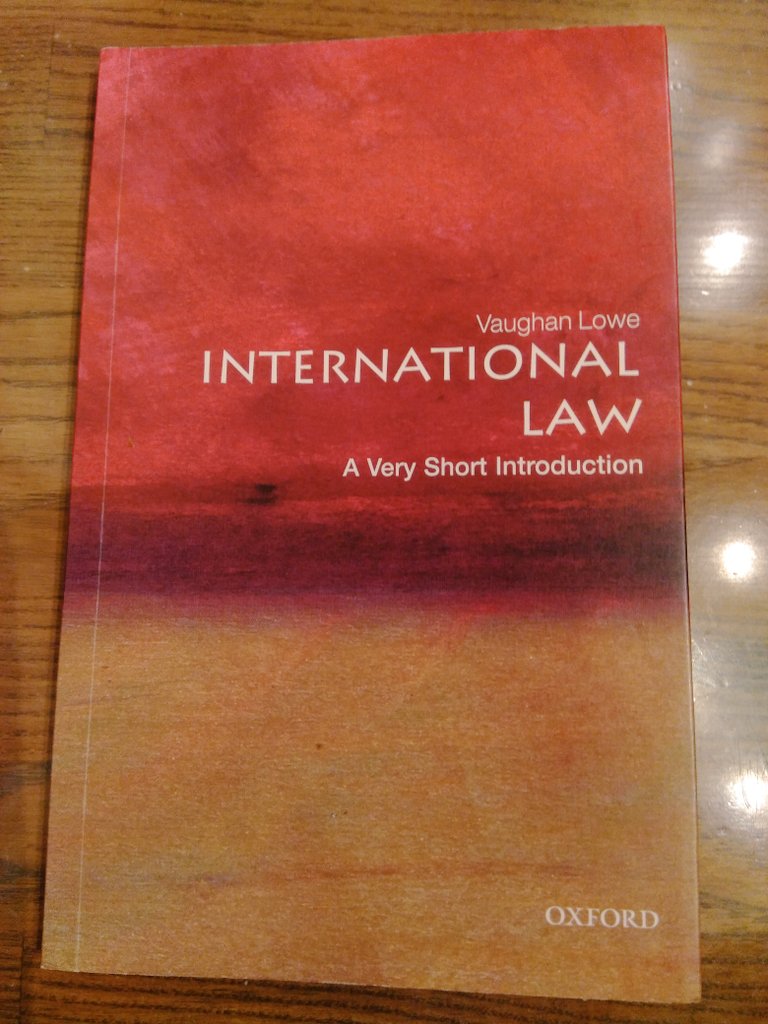 Vaughan Lowe
INTERNATIONAL
LAW
A Very Short Introduction
OXFORD